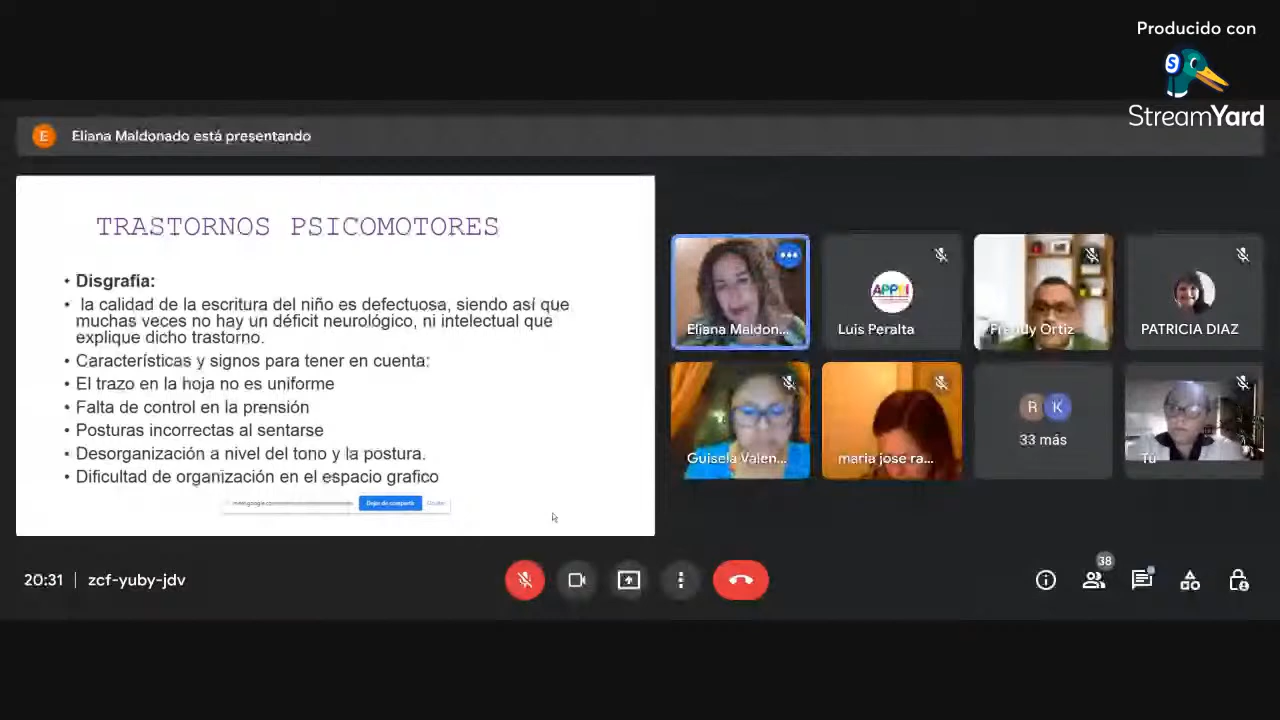 Producido con
StreamYard
E
Eliana Maldonado está presentando
TRASTORNOS PSICOMOTORES
• Disgrafía:
• la calidad de la escritura del niño es defectuosa, siendo así que
muchas veces no hay un déficit neurológico, ni intelectual que
explique dicho trastorno.
• Características y signos para tener en cuenta:
• El trazo en la hoja no es uniforme
• Falta de control en la prensión
• Posturas incorrectas al sentarse
• Desorganización a nivel del tono y la postura.
• Dificultad de organización en el espacio grafico
Dejar de compartir
Eliana Maldon...
APPRI
Luis Peralta
Freddy Ortiz
PATRICIA DIAZ
Guisela Valen...
maria jose ra...
R K
33 más
Tú
20:31 | zcf-yuby-jdv
38